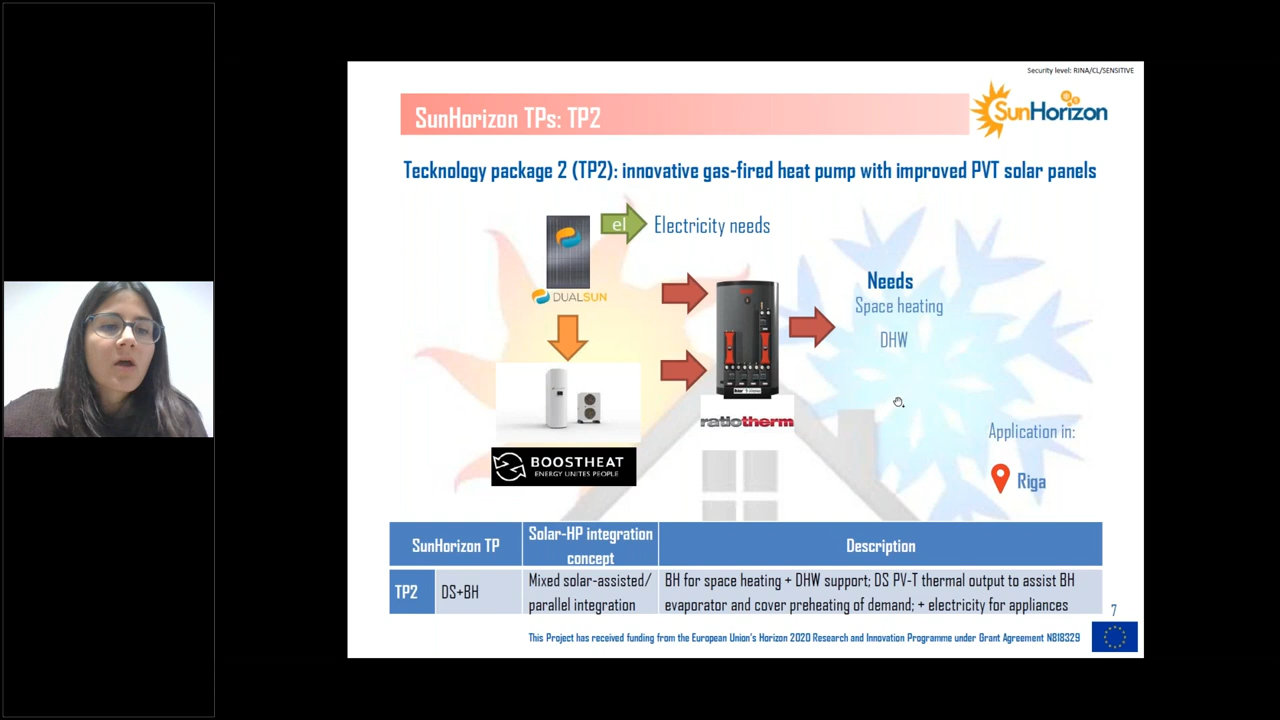 Security level: RINA/CL/SENSITIVE
SunHorizon TPs: TP2
SunHorizon
Tecknology package 2 (TP2): innovative gas-fired heat pump with improved PVT solar panels
el
Electricity needs
DUALSUN
Needs
Space heating
DHW
ratiotherm
BOOSTHEAT
ENERGY UNITES PEOPLE
Application in:
Riga
SunHorizon TP
Solar-HP integration
concept
Description
TP2
DS+BH
Mixed solar-assisted/
parallel integration
BH for space heating + DHW support; DS PV-T thermal output to assist BH
evaporator and cover preheating of demand; + electricity for appliances
7
This Project has received funding from the European Union's Horizon 2020 Research and Innovation Programme under Grant Agreement N818329